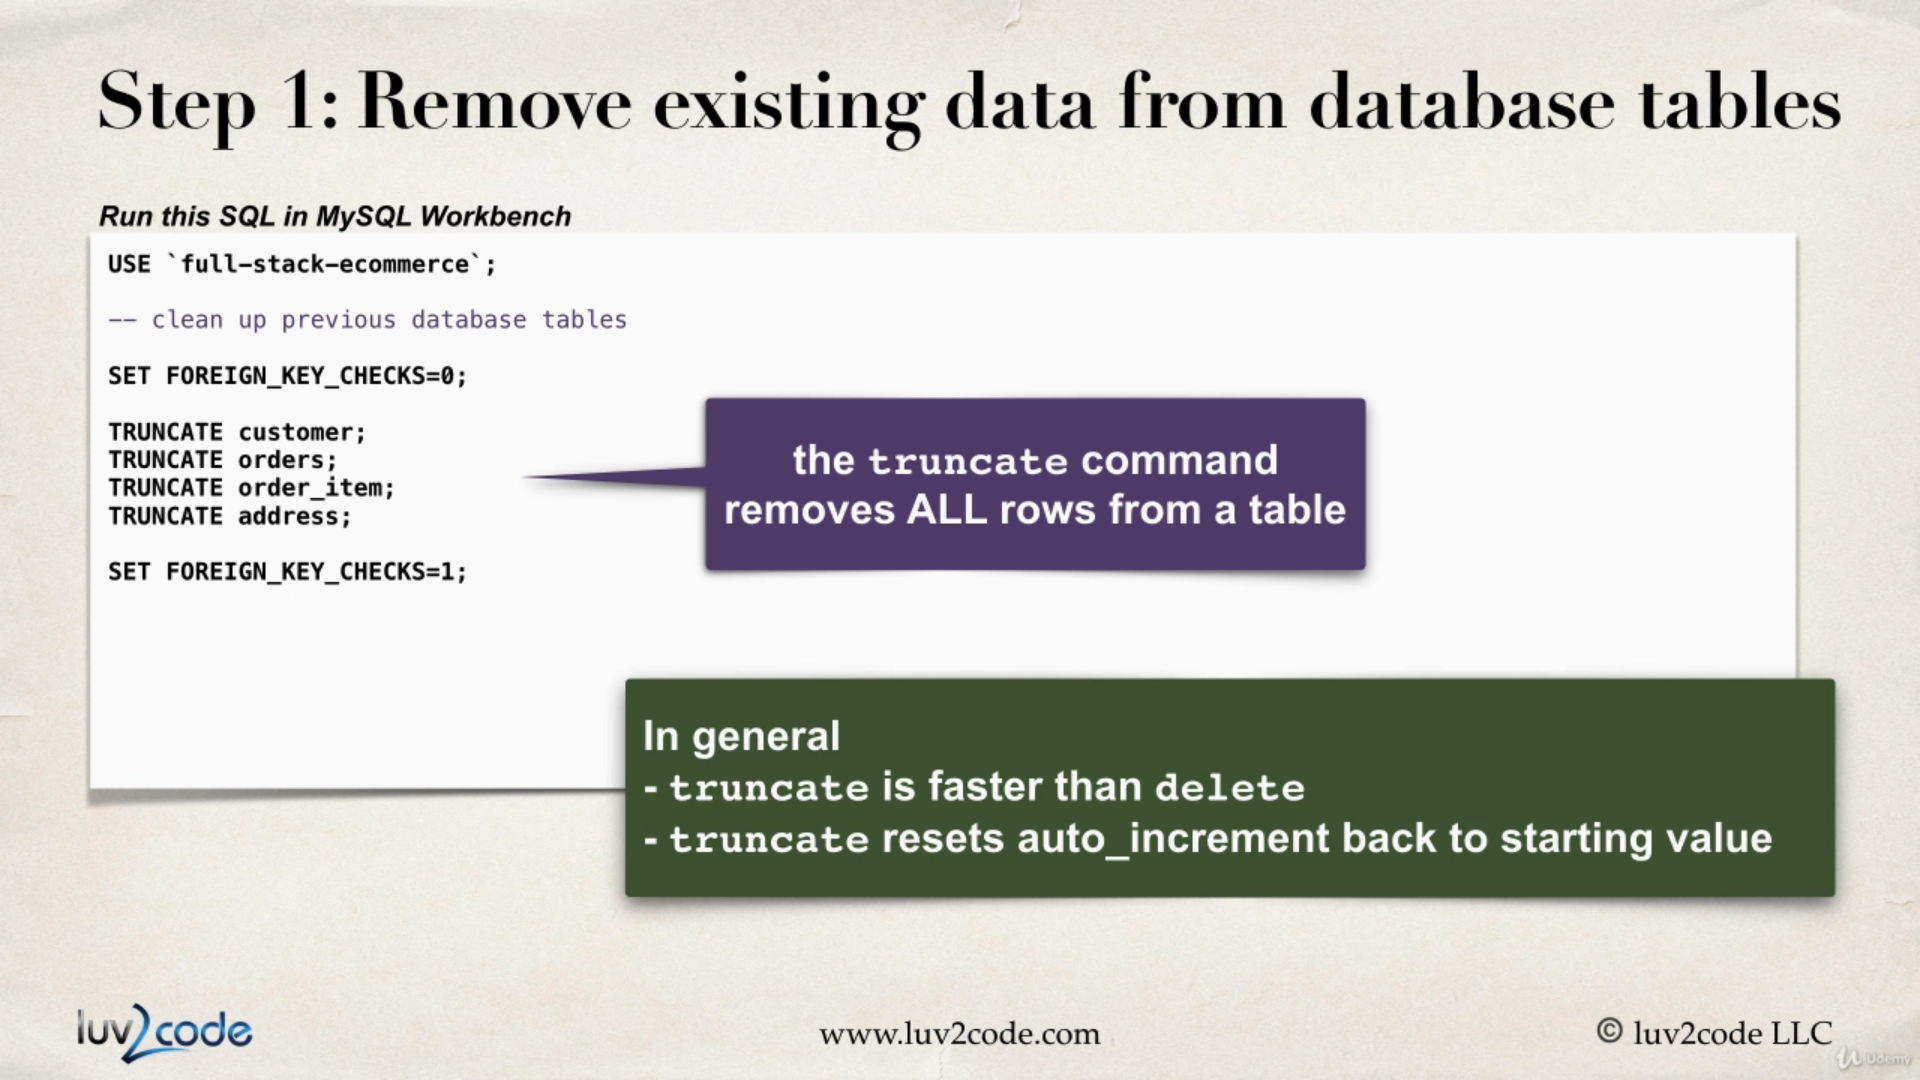 Step 1: Remove existing data from database tables
Run this SQL in MySQL Workbench
USE `full-stack-ecommerce`;
-- clean up previous database tables
SET FOREIGN_KEY_CHECKS=0;
TRUNCATE customer;
TRUNCATE orders;
TRUNCATE order_item;
TRUNCATE address;
SET FOREIGN_KEY_CHECKS=1;
the truncate command
removes ALL rows from a table
In general
- truncate is faster than delete
- truncate resets auto_increment back to starting value
luv2code
www.luv2code.com
© luv2code LLC
Udemy